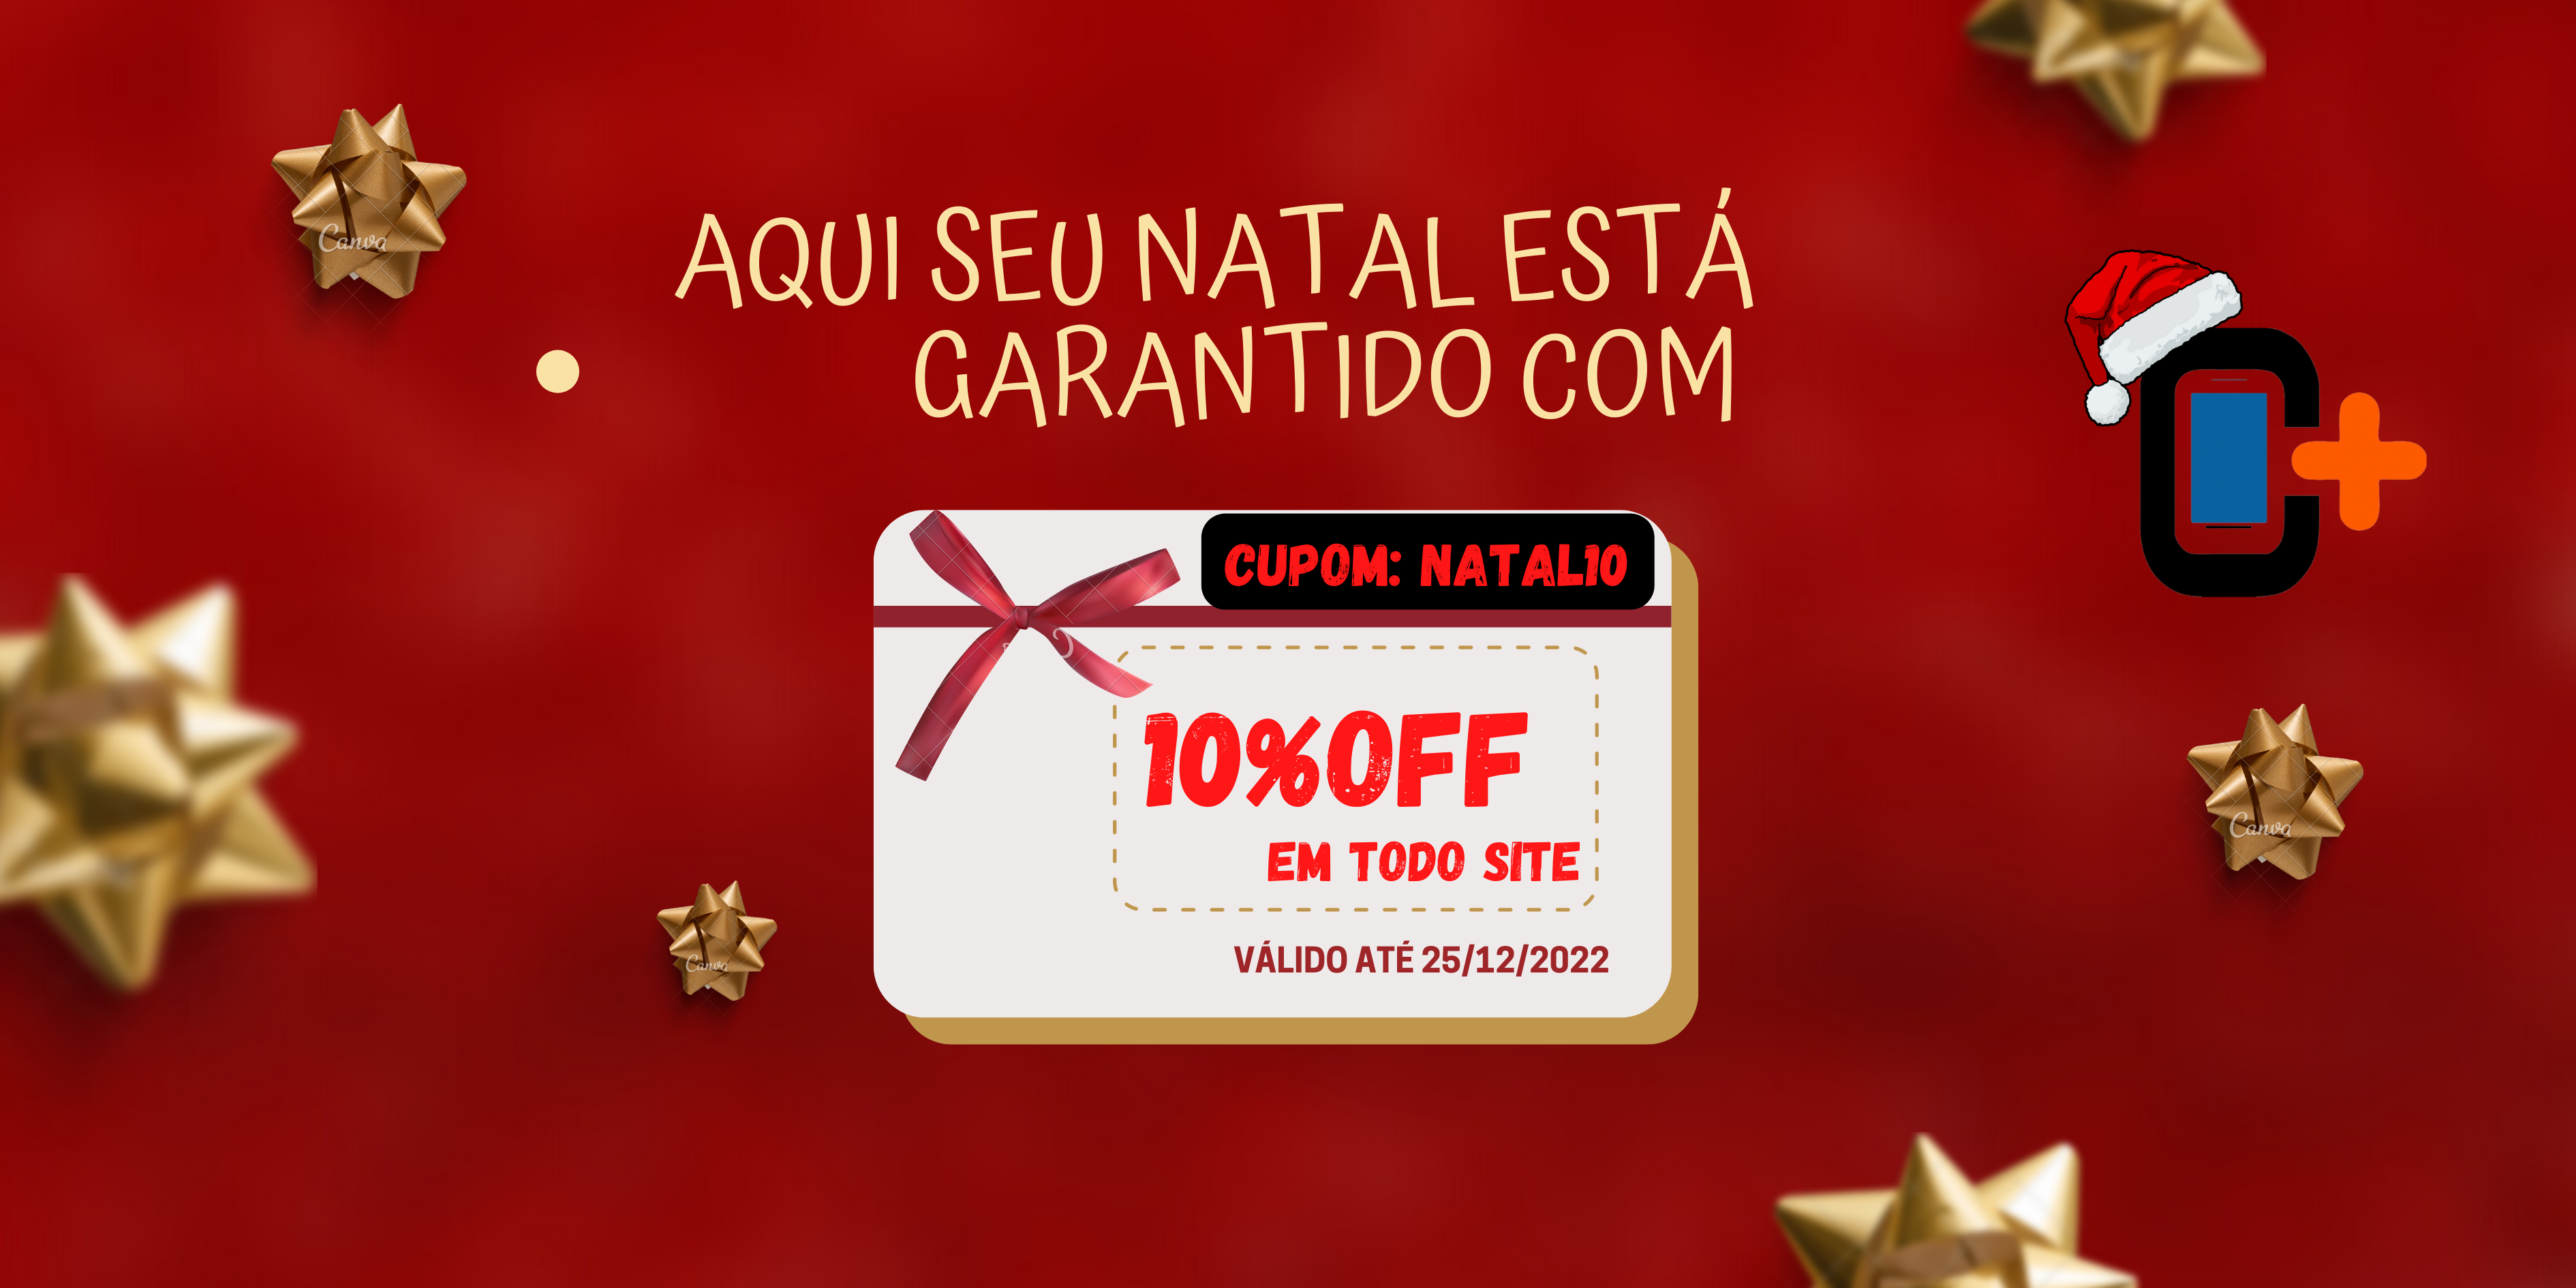 AQUI SEU NATAL ESTÁ
GARANTIDO COM
CUPOM: NATAL10
10%OFF
EM TODO SITE
VÁLIDO ATÉ 25/12/2022
Canva
Canva
Canva